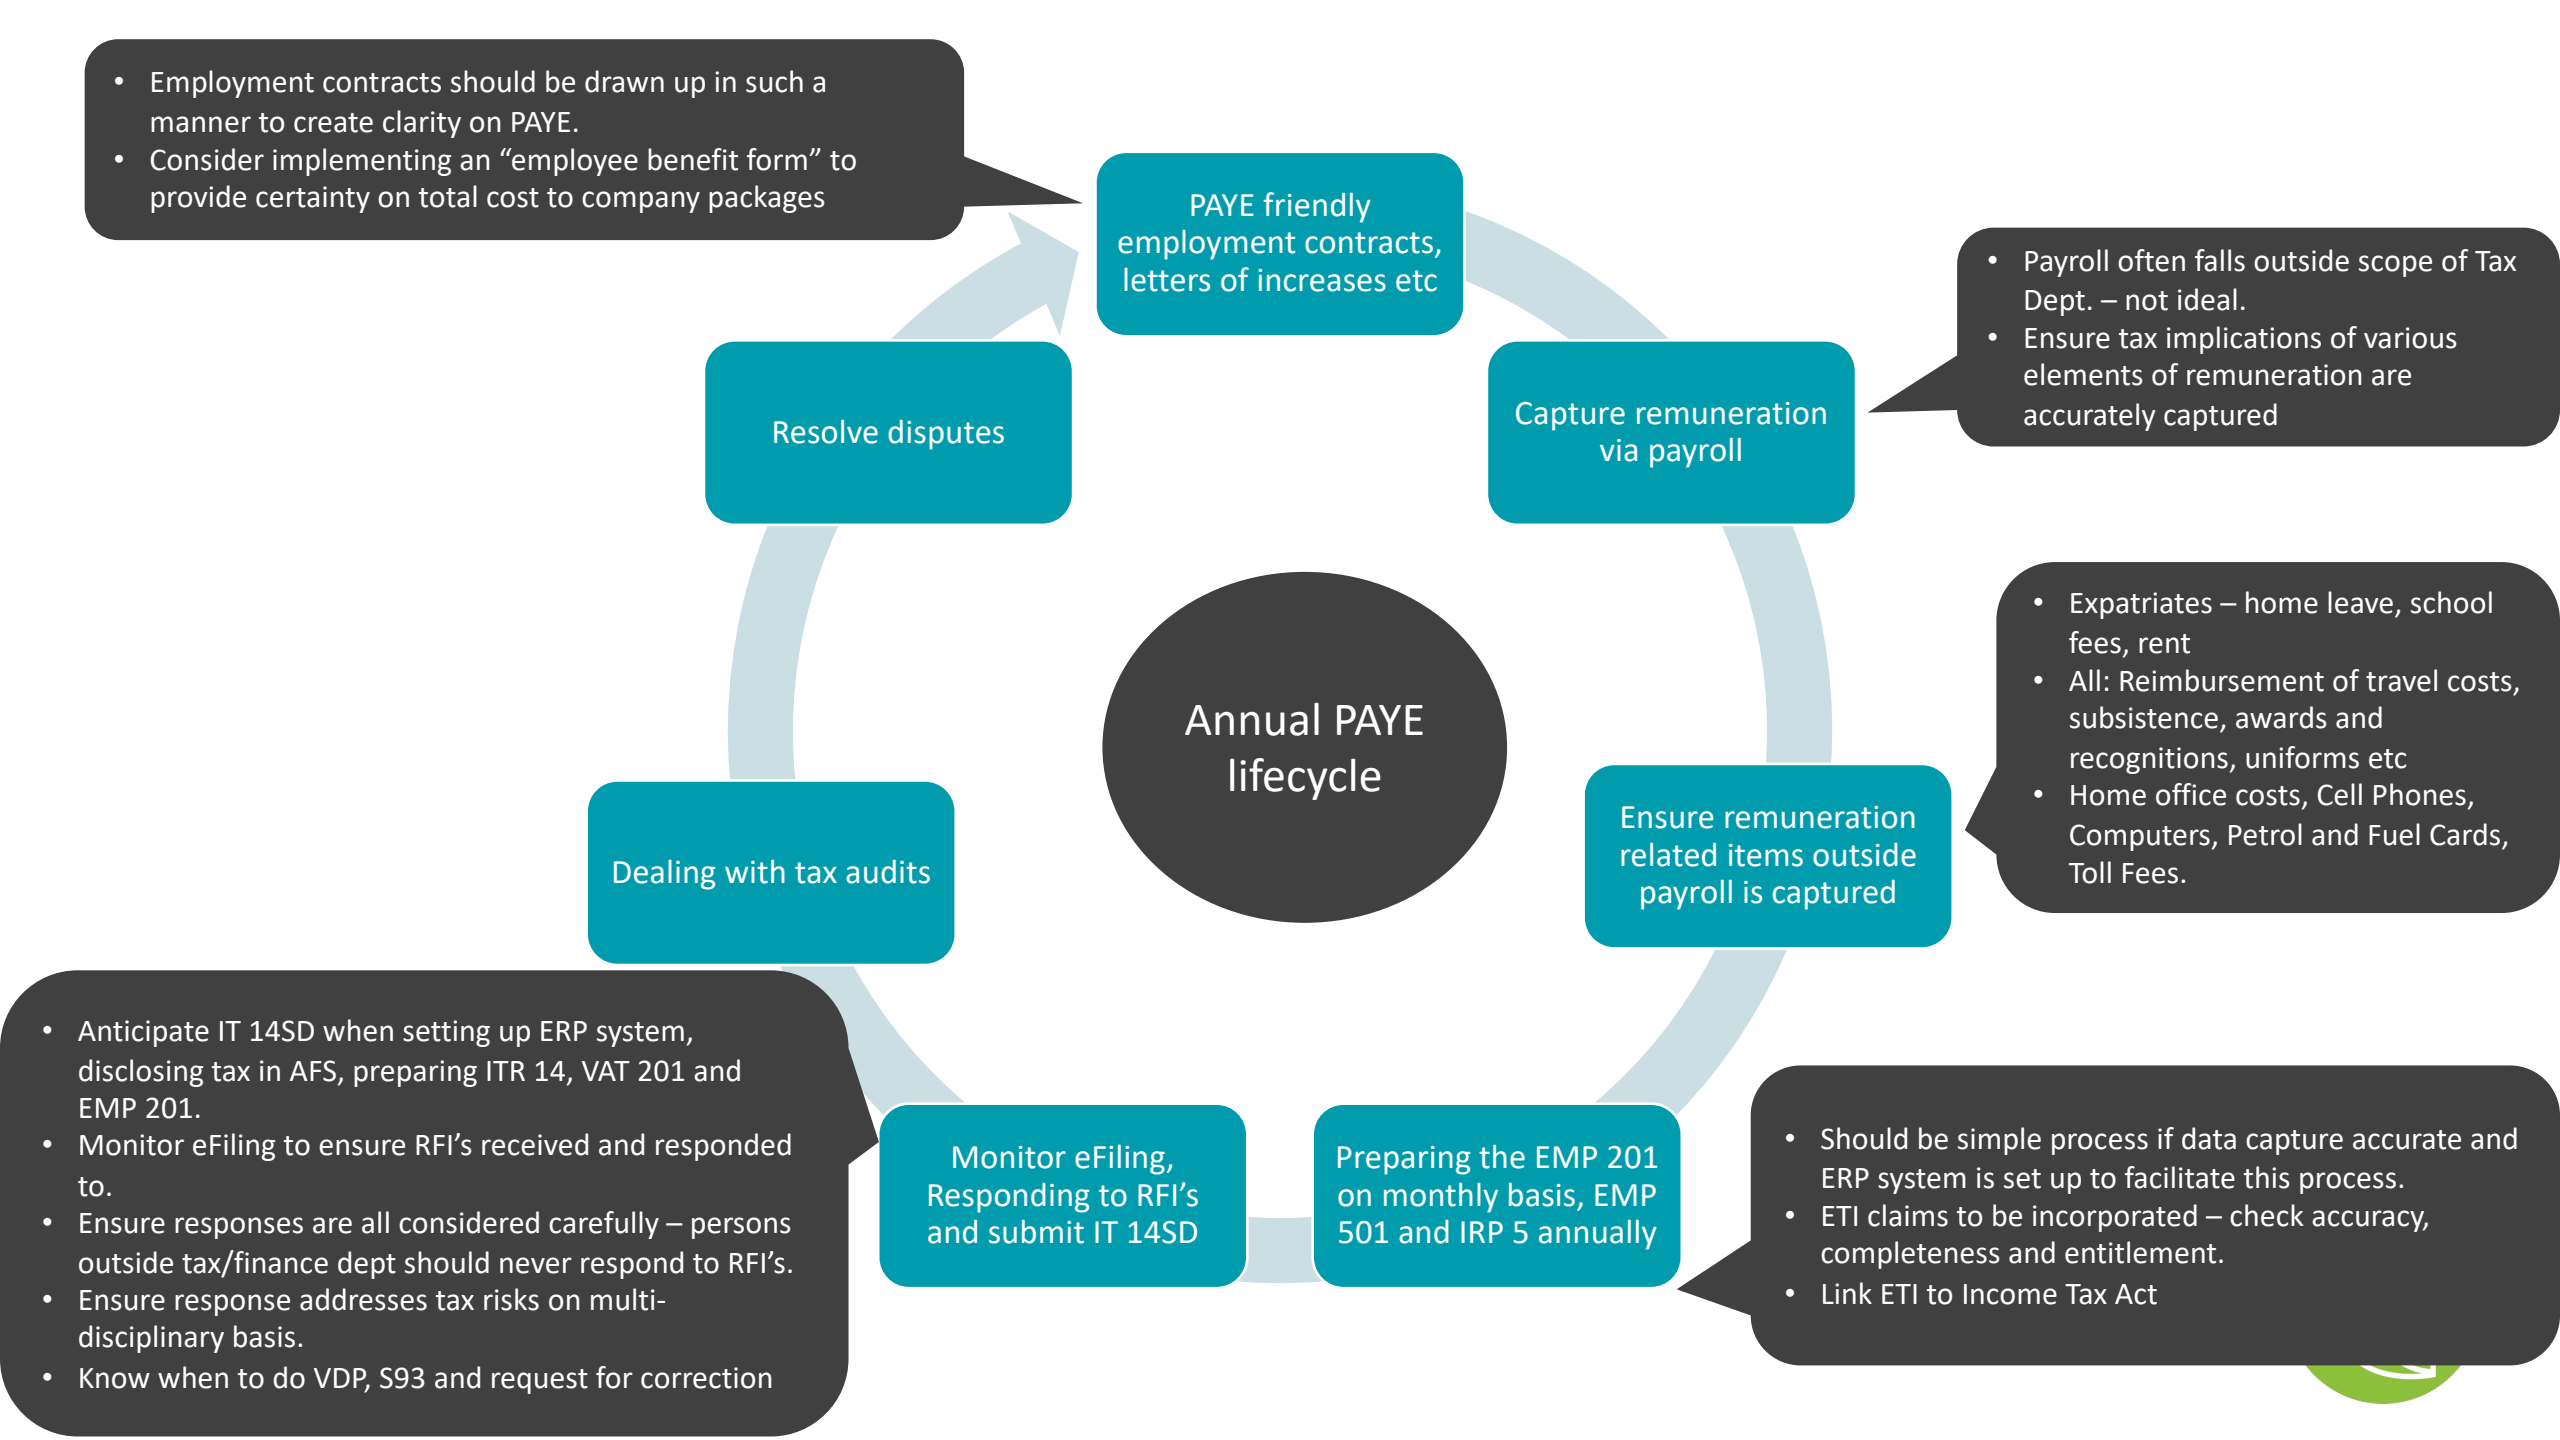 • Employment contracts should be drawn up in such a
manner to create clarity on PAYE.
• Consider implementing an “employee benefit form” to
provide certainty on total cost to company packages
PAYE friendly
employment contracts,
letters of increases etc
• Payroll often falls outside scope of Tax
Dept. – not ideal.
• Ensure tax implications of various
elements of remuneration are
accurately captured
Capture remuneration
via payroll
Resolve disputes
• Expatriates – home leave, school
fees, rent
• All: Reimbursement of travel costs,
subsistence, awards and
recognitions, uniforms etc
• Home office costs, Cell Phones,
Computers, Petrol and Fuel Cards,
Toll Fees.
Annual PAYE
lifecycle
Ensure remuneration
related items outside
payroll is captured
Dealing with tax audits
• Anticipate IT 14SD when setting up ERP system,
disclosing tax in AFS, preparing ITR 14, VAT 201 and
EMP 201.
• Monitor eFiling to ensure RFI’s received and responded
to.
• Ensure responses are all considered carefully – persons
outside tax/finance dept should never respond to RFI’s.
• Ensure response addresses tax risks on multi-
disciplinary basis.
• Know when to do VDP, S93 and request for correction
Monitor eFiling,
Responding to RFI’s
and submit IT 14SD
Preparing the EMP 201
on monthly basis, EMP
501 and IRP 5 annually
• Should be simple process if data capture accurate and
ERP system is set up to facilitate this process.
• ETI claims to be incorporated – check accuracy,
completeness and entitlement.
• Link ETI to Income Tax Act